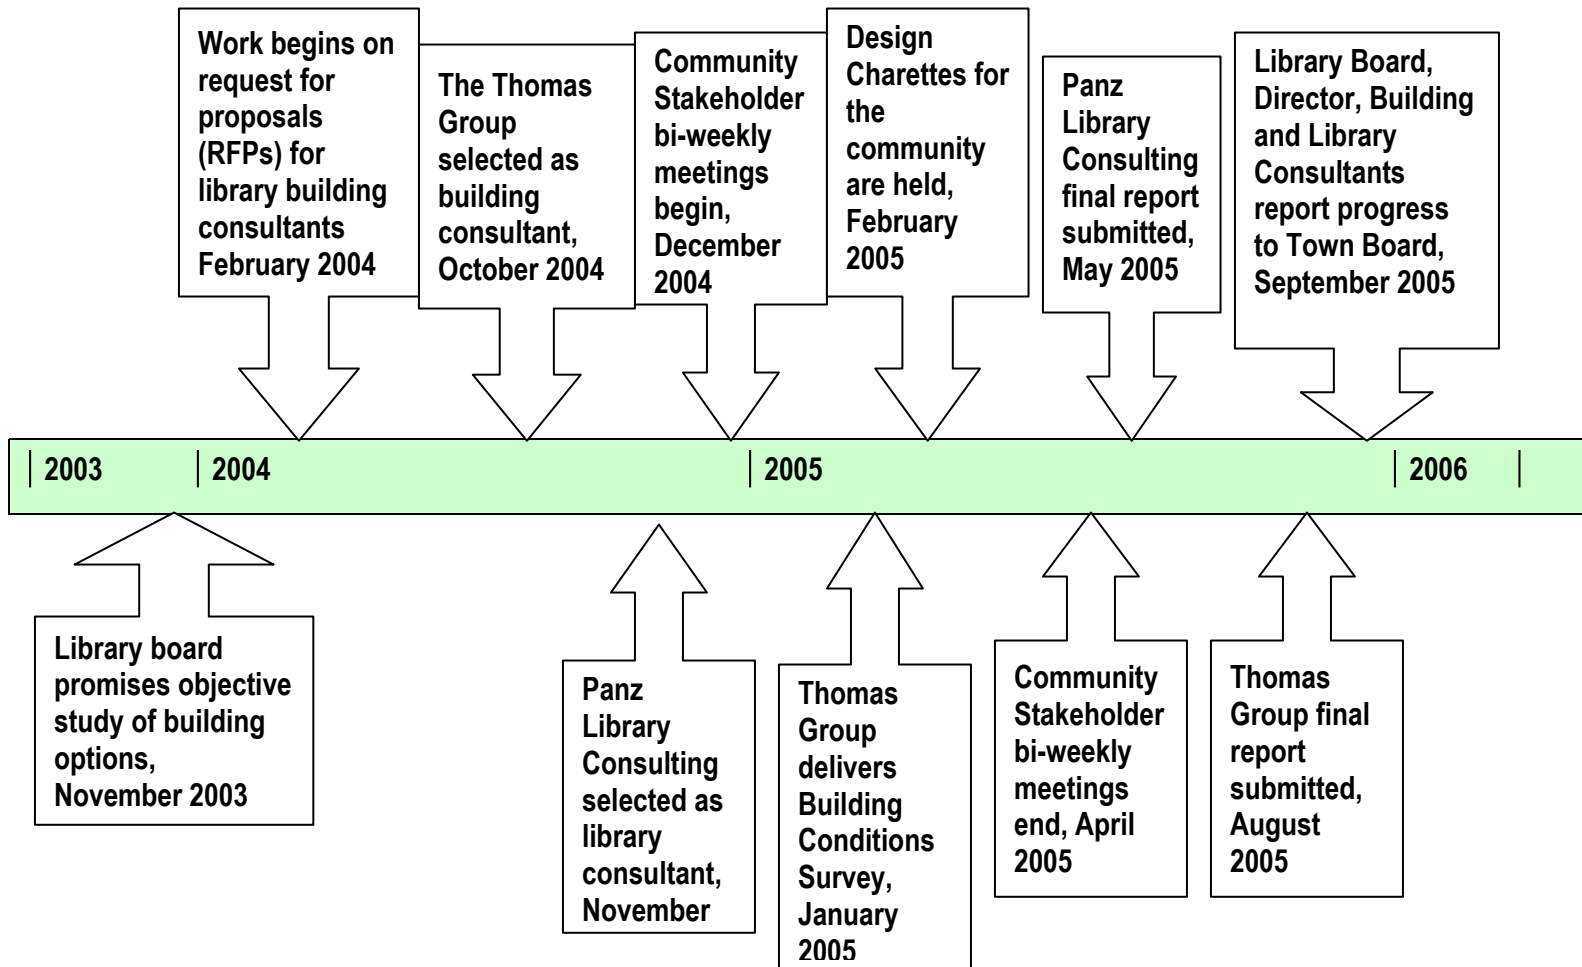 Work begins on
request for
proposals
(RFPs) for
library building
consultants
February 2004
The Thomas
Group
selected as
building
consultant,
October 2004
Community
Stakeholder
bi-weekly
meetings
begin,
December
2004
Design
Charettes for
the
community
are held,
February
2005
Panz
Library
Consulting
final report
submitted,
May 2005
Library Board,
Director, Building
and Library
Consultants
report progress
to Town Board,
September 2005
2003
2004
2005
2006
Library board
promises objective
study of building
options,
November 2003
Panz
Library
Consulting
selected as
library
consultant,
November
Thomas
Group
delivers
Building
Conditions
Survey,
January
2005
Community
Stakeholder
bi-weekly
meetings
end, April
2005
Thomas
Group final
report
submitted,
August
2005